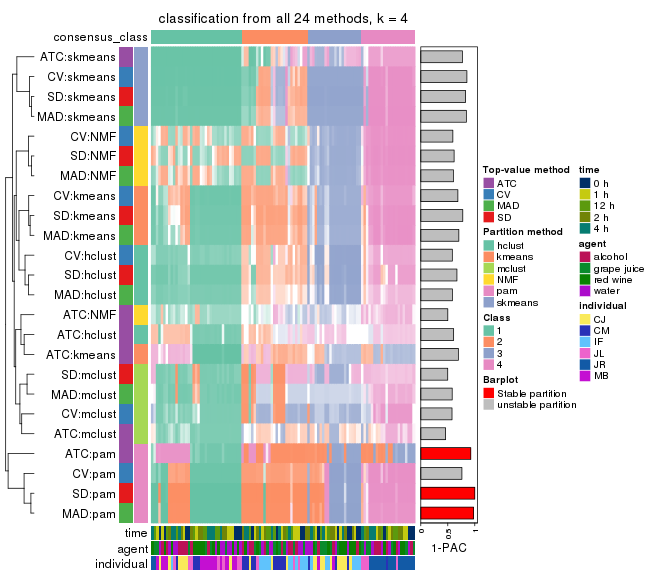 classification from all 24 methods, k = 4
consensus_class
ATC:skmeans
CV:skmeans
SD:skmeans
MAD:skmeans
CV:NMF
SD:NMF
MAD:NMF
CV:kmeans
SD:kmeans
MAD:kmeans
CV:hclust
SD:hclust
MAD:hclust
ATC:NMF
ATC:hclust
ATC:kmeans
SD:mclust
MAD:mclust
CV:mclust
ATC:mclust
ATC:pam
CV:pam
SD:pam
MAD:pam
time
agent
individual
0 0.5 1
1-PAC
Top-value method
ATC
CV
MAD
SD
Partition method
hclust
kmeans
mclust
NMF
pam
skmeans
Class
1
2
3
4
Barplot
Stable partition
unstable partition
time
0 h
1 h
12 h
2 h
4 h
agent
alcohol
grape juice
red wine
water
individual
CJ
CM
IF
JL
JR
MB